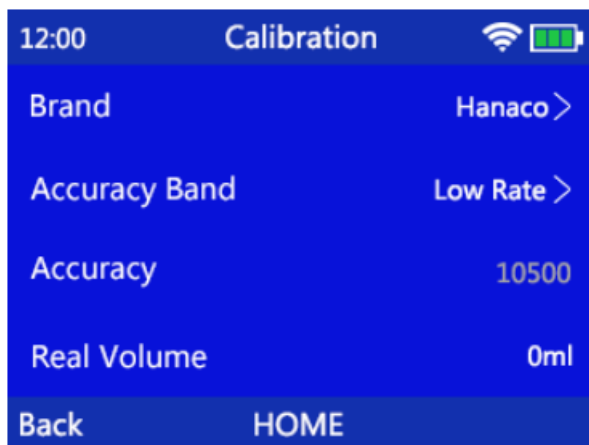 12:00 Calibration
Brand Hanaco >
Accuracy Band Low Rate >
Accuracy 10500
Real Volume 0ml
Back HOME